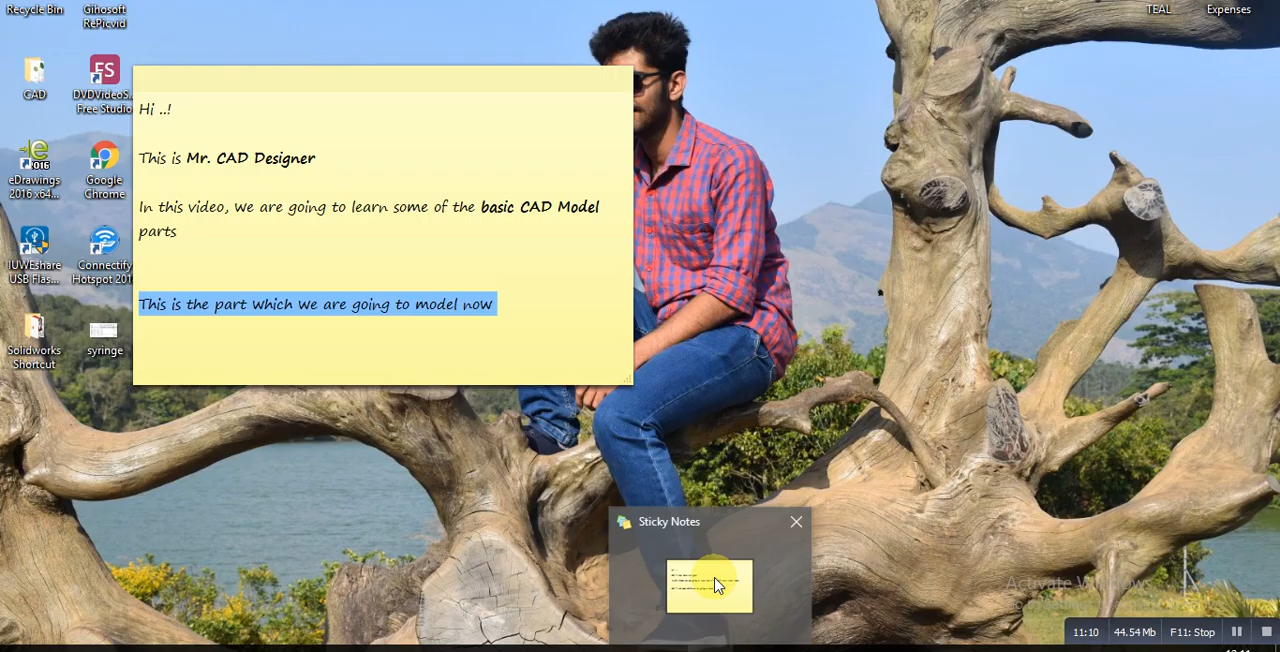 Recycle Bin
Gihosoft
RePicvid
TEAL
Expenses
CAD
FS
DVDVideoS...
Free Studio
Hi ..!
This is Mr. CAD Designer
In this video, we are going to learn some of the basic CAD Model
parts
This is the part which we are going to model now
eDrawings
2016 x64...
Google
Chrome
IUWEshare
USB Flas...
Connectify
Hotspot 201
Solidworks
Shortcut
syringe
Sticky Notes
Activate Windows
11:10
44.54Mb
F11: Stop